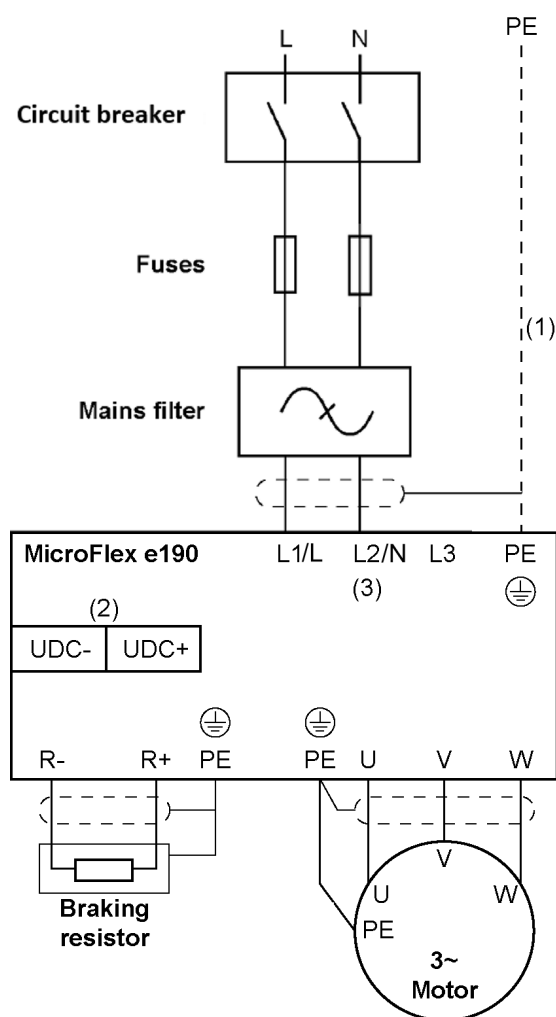 L N PE
Circuit breaker
Fuses
(1)
Mains filter
MicroFlex e190 L1/L L2/N L3 PE
(2) (3)
UDC- UDC+
R- R+ PE PE U V W
V
U W
PE
Braking
resistor
3~
Motor